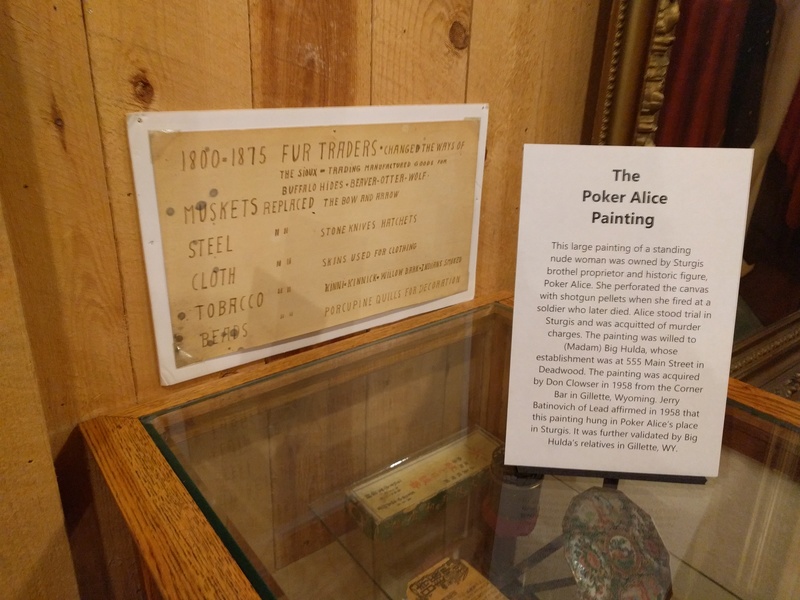 1800-1875 FUR TRADERS • CHANGED THE WAYS OF
THE SIOUX - TRADING MANUFACTURED GOODS FOR
BUFFALO HIDES - BEAVER - OTTER - WOLF -
MUSKETS REPLACED THE BOW AND ARROW
STEEL " " STONE KNIVES HATCHETS
CLOTH " " SKINS USED FOR CLOTHING
TOBACCO " " KINNI-KINNICK - WILLOW BARK - INDIANS SMOKED
BEADS " " PORCUPINE QUILLS FOR DECORATION
The
Poker Alice
Painting
This large painting of a standing
nude woman was owned by Sturgis
brothel proprietor and historic figure,
Poker Alice. She perforated the canvas
with shotgun pellets when she fired at a
soldier who later died. Alice stood trial in
Sturgis and was acquitted of murder
charges. The painting was willed to
(Madam) Big Hulda, whose
establishment was at 555 Main Street in
Deadwood. The painting was acquired
by Don Clowser in 1958 from the Corner
Bar in Gillette, Wyoming. Jerry
Batinovich of Lead affirmed in 1958 that
this painting hung in Poker Alice's place
in Sturgis. It was further validated by Big
Hulda's relatives in Gillette, WY.